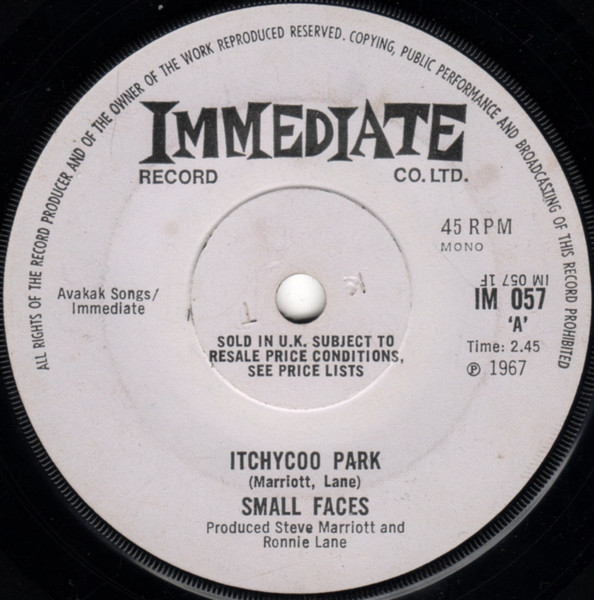 ALL RIGHTS OF THE RECORD PRODUCER AND OF THE OWNER OF THE WORK REPRODUCED RESERVED. COPYING, PUBLIC PERFORMANCE AND BROADCASTING OF THIS RECORD PROHIBITED
IMMEDIATE
RECORD CO. LTD.
45 RPM
MONO
Avakak Songs/
Immediate
IM 057 1F
IM 057
'A'
Time: 2.45
℗ 1967
SOLD IN U.K. SUBJECT TO
RESALE PRICE CONDITIONS,
SEE PRICE LISTS
ITCHYCOO PARK
(Marriott, Lane)
SMALL FACES
Produced Steve Marriott and
Ronnie Lane